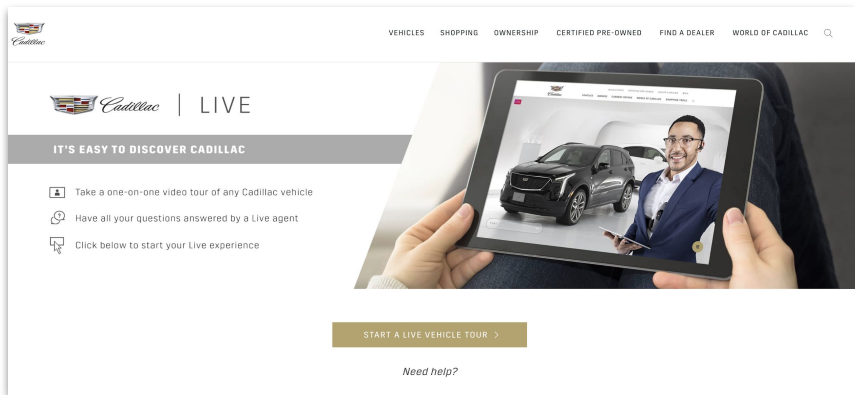 Cadillac
VEHICLES SHOPPING OWNERSHIP CERTIFIED PRE-OWNED FIND A DEALER WORLD OF CADILLAC
Cadillac | LIVE
IT'S EASY TO DISCOVER CADILLAC
Take a one-on-one video tour of any Cadillac vehicle
Have all your questions answered by a Live agent
Click below to start your Live experience
START A LIVE VEHICLE TOUR >
Need help?